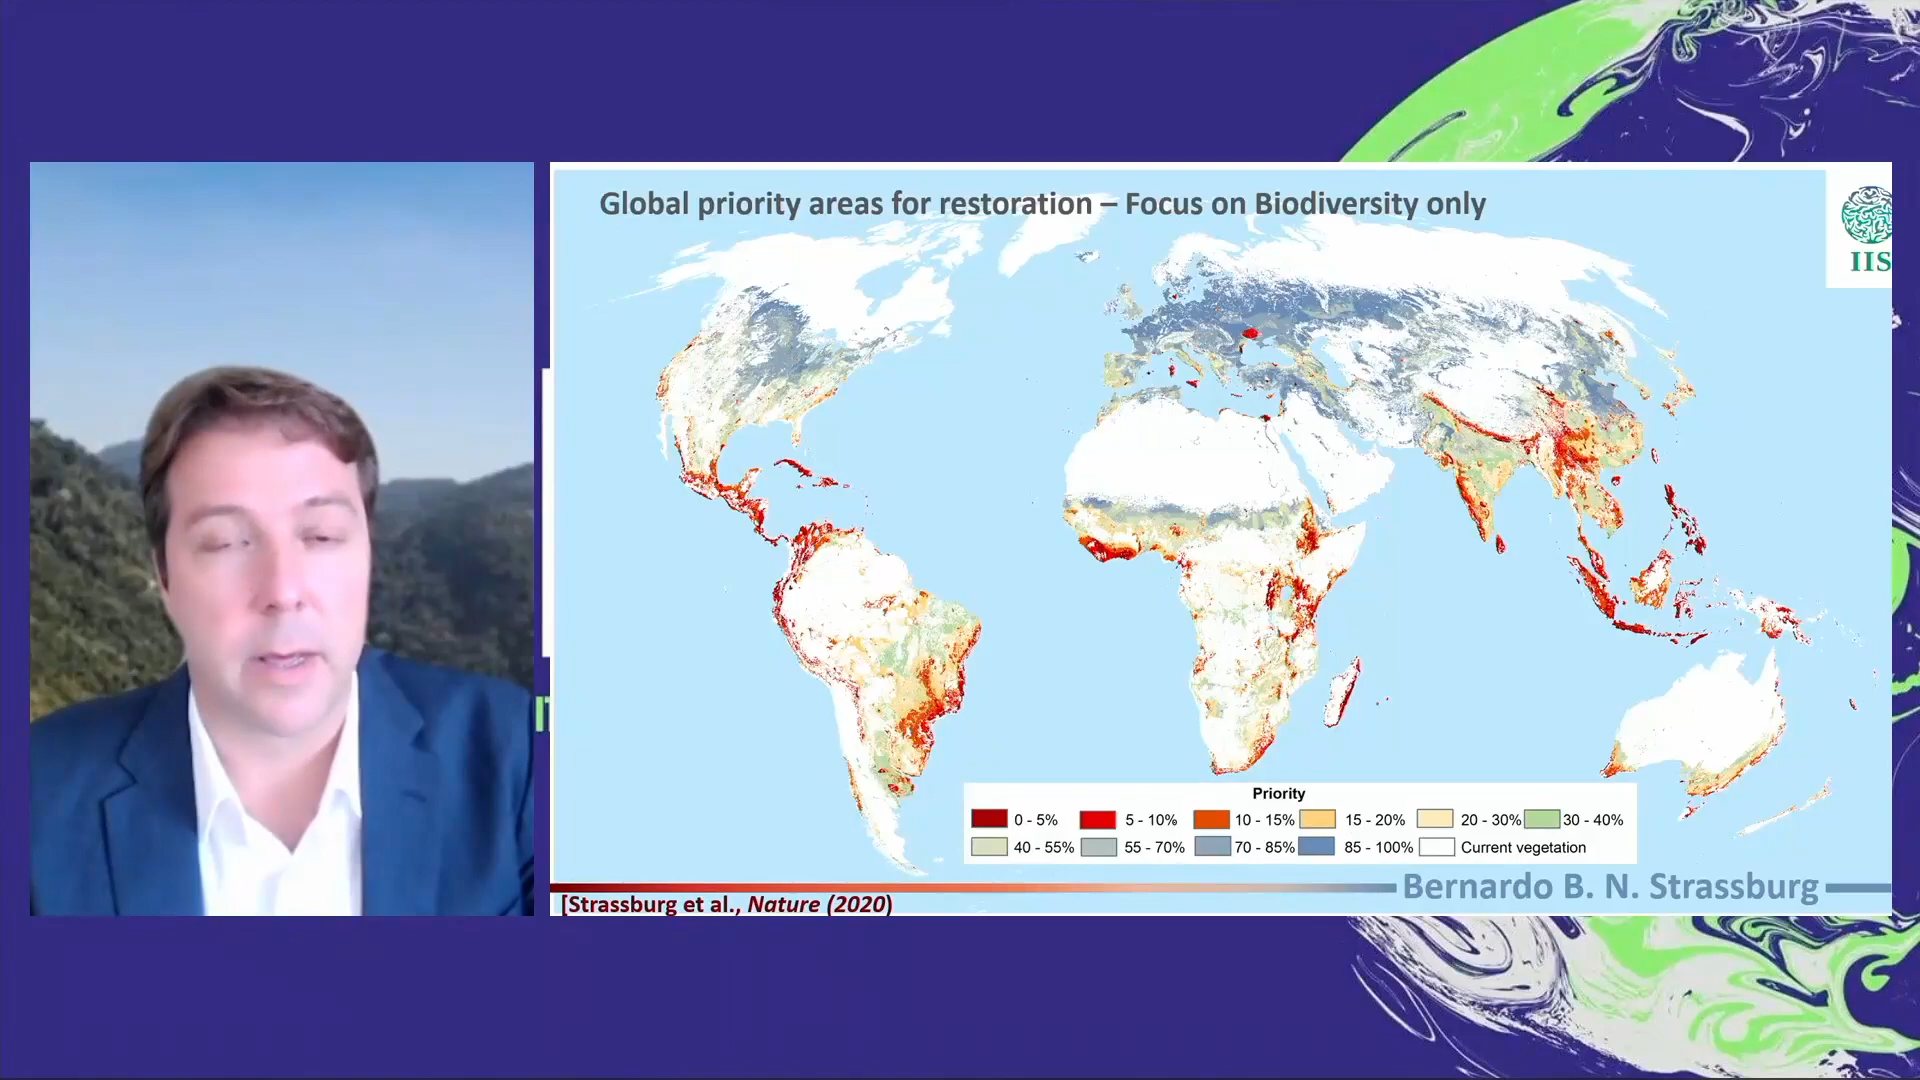 Global priority areas for restoration – Focus on Biodiversity only
IIS
Priority
0 - 5% 5 - 10% 10 - 15% 15 - 20% 20 - 30% 30 - 40%
40 - 55% 55 - 70% 70 - 85% 85 - 100% Current vegetation
Bernardo B. N. Strassburg
[Strassburg et al., Nature (2020)